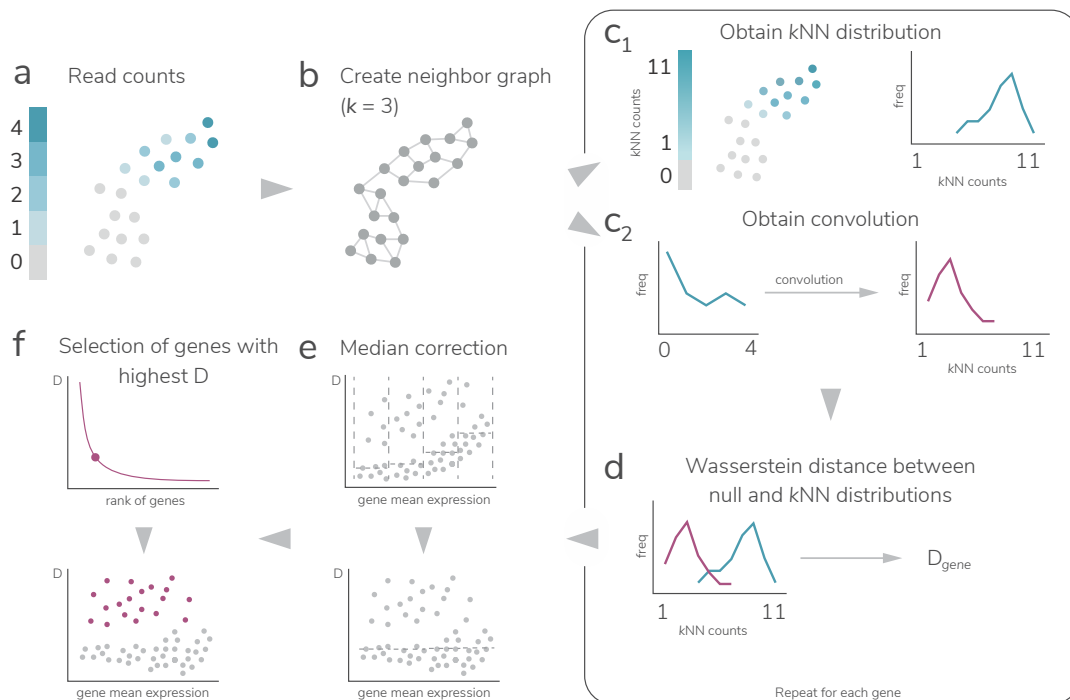 a
Read counts
4
3
2
1
0
b
Create neighbor graph
(k = 3)
c1
Obtain kNN distribution
11
1
0
kNN counts
freq
1
11
kNN counts
c2
Obtain convolution
freq
0
4
convolution
freq
1
11
kNN counts
d
Wasserstein distance between
null and kNN distributions
freq
1
11
kNN counts
Dgene
Repeat for each gene
e
Median correction
D
gene mean expression
D
gene mean expression
f
Selection of genes with
highest D
D
rank of genes
D
gene mean expression